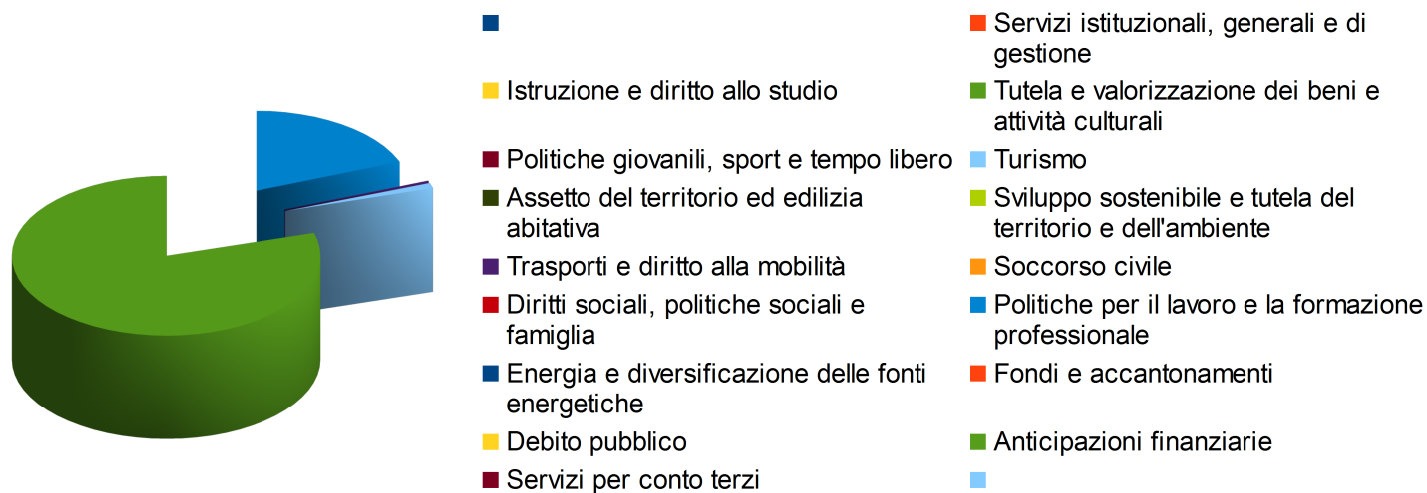 Servizi istituzionali, generali e di
gestione
Istruzione e diritto allo studio
Tutela e valorizzazione dei beni e
attività culturali
Politiche giovanili, sport e tempo libero
Turismo
Assetto del territorio ed edilizia
abitativa
Sviluppo sostenibile e tutela del
territorio e dell'ambiente
Trasporti e diritto alla mobilità
Soccorso civile
Diritti sociali, politiche sociali e
famiglia
Politiche per il lavoro e la formazione
professionale
Energia e diversificazione delle fonti
energetiche
Fondi e accantonamenti
Debito pubblico
Anticipazioni finanziarie
Servizi per conto terzi